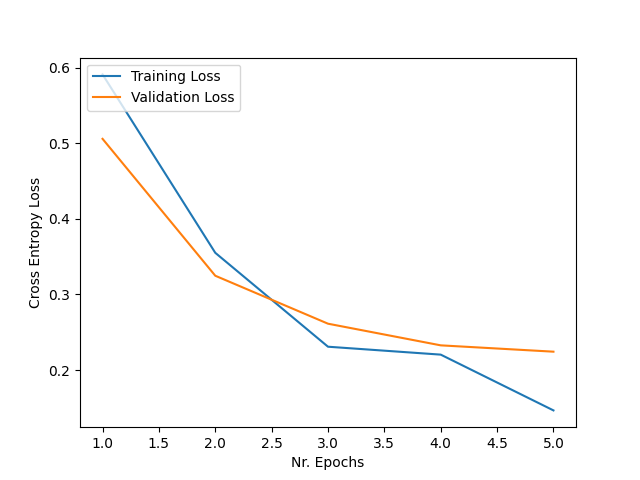 Training Loss
Validation Loss
0.6
0.5
0.4
0.3
0.2
Cross Entropy Loss
1.0 1.5 2.0 2.5 3.0 3.5 4.0 4.5 5.0
Nr. Epochs